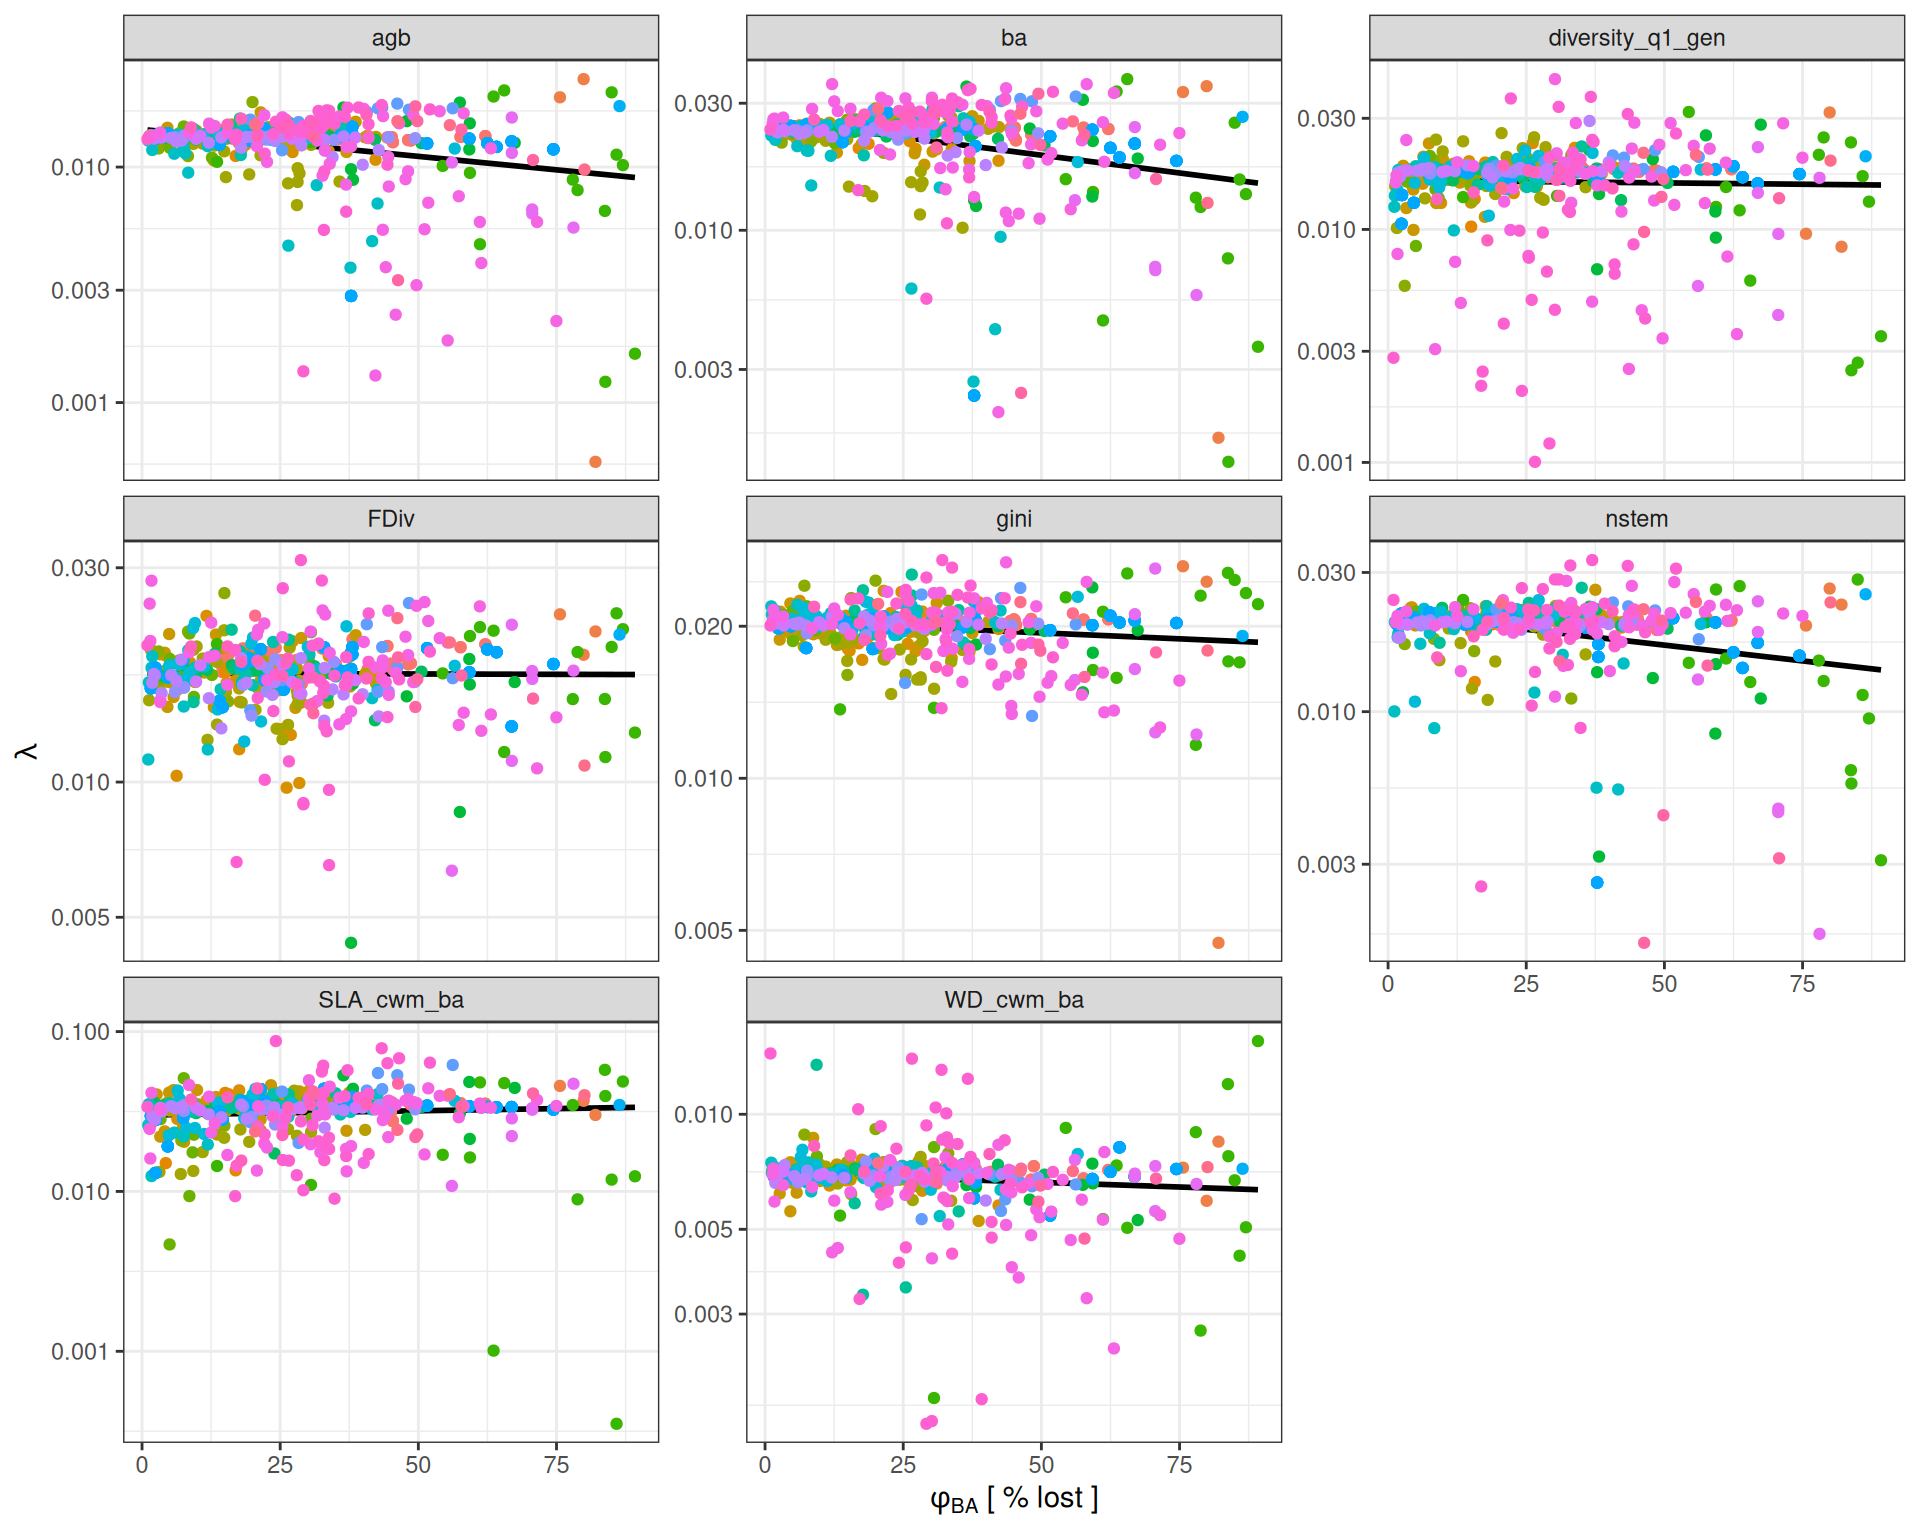 agb ba diversity_q1_gen
0.030 0.030
0.010 0.010 0.010
0.003 0.003 0.003
0.001 0.001
FDiv gini nstem
0.030 0.020 0.030
0.010 0.010 0.010
0.005 0.005 0.003
0 25 50 75
SLA_cwm_ba WD_cwm_ba
0.100 0.010
0.010 0.005
0.001 0.003
0 25 50 75 0 25 50 75
λ
φBA [ % lost ]